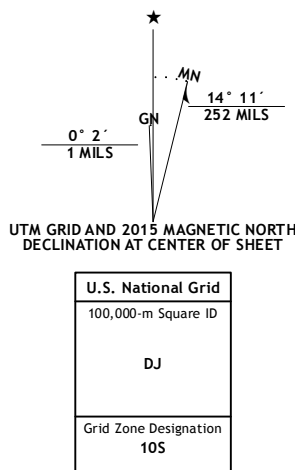 MN
GN
0° 2´
1 MILS
14° 11´
252 MILS
UTM GRID AND 2015 MAGNETIC NORTH
DECLINATION AT CENTER OF SHEET
U.S. National Grid
100,000-m Square ID
DJ
Grid Zone Designation
10S